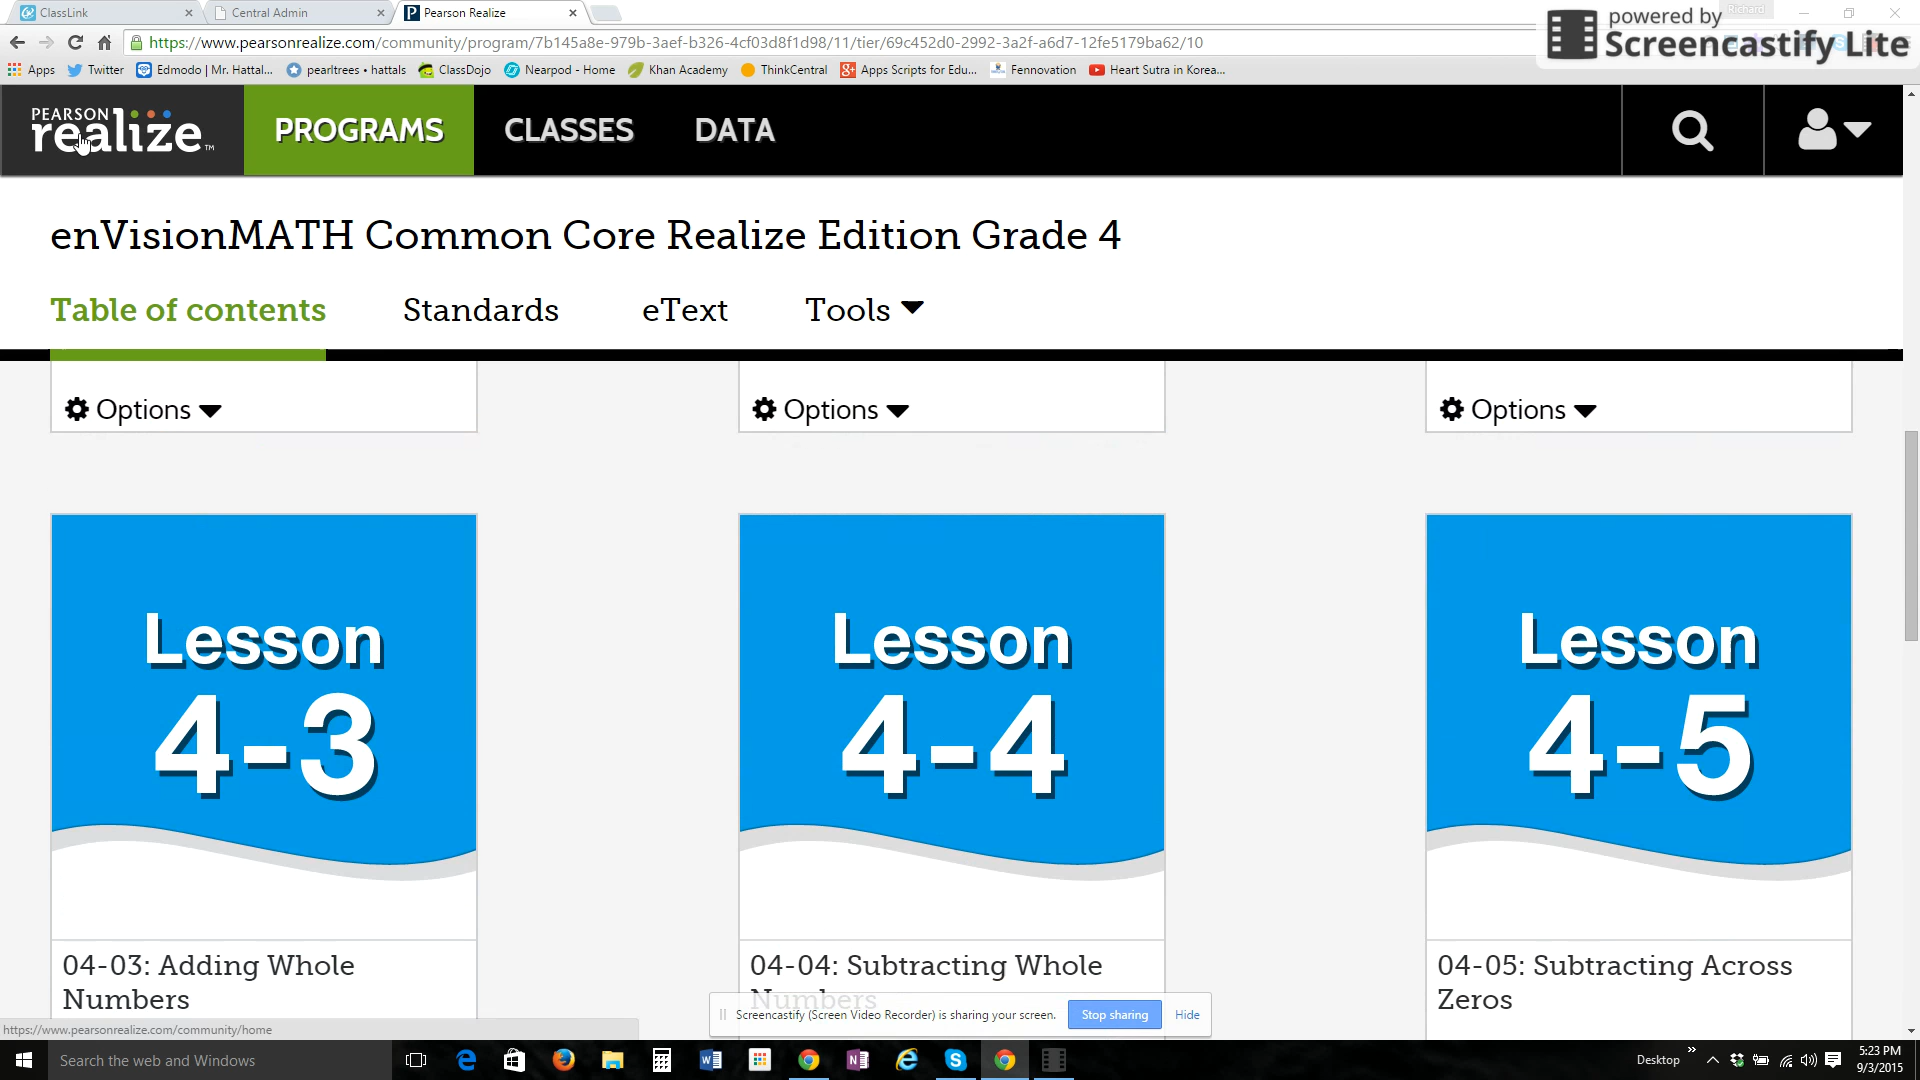 ClassLink
Central Admin
Pearson Realize
Richard
powered by
Screencastify Lite
https://www.pearsonrealize.com/community/program/7b145a8e-979b-3aef-b326-4cf03d8f1d98/11/tier/69c452d0-2992-3a2f-a6d7-12fe5179ba62/10
Apps Twitter Edmodo | Mr. Hattal... pearltrees • hattals ClassDojo Nearpod - Home Khan Academy ThinkCentral Apps Scripts for Edu... Fennovation Heart Sutra in Korea...
PEARSON
realize™
PROGRAMS CLASSES DATA
enVisionMATH Common Core Realize Edition Grade 4
Table of contents Standards eText Tools
Options Options Options
Lesson Lesson Lesson
4-3 4-4 4-5
04-03: Adding Whole
Numbers
04-04: Subtracting Whole
Numbers
04-05: Subtracting Across
Zeros
Screencastify (Screen Video Recorder) is sharing your screen. Stop sharing Hide
https://www.pearsonrealize.com/community/home
Search the web and Windows
Desktop
5:23 PM
9/3/2015